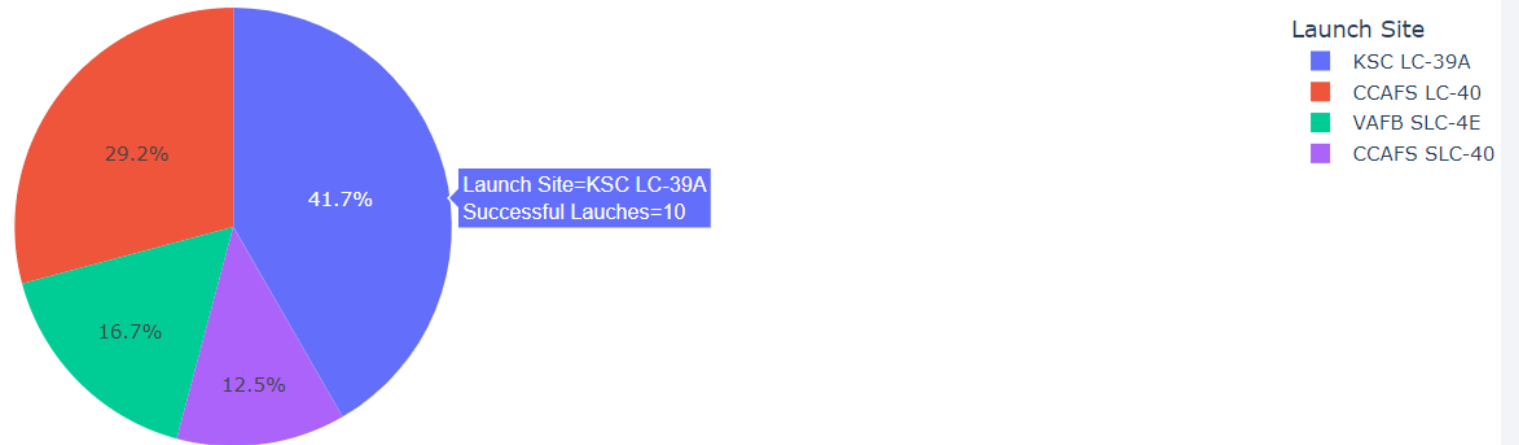 Launch Site
KSC LC-39A
CCAFS LC-40
VAFB SLC-4E
CCAFS SLC-40
29.2%
41.7%
Launch Site=KSC LC-39A
Successful Lauches=10
16.7%
12.5%